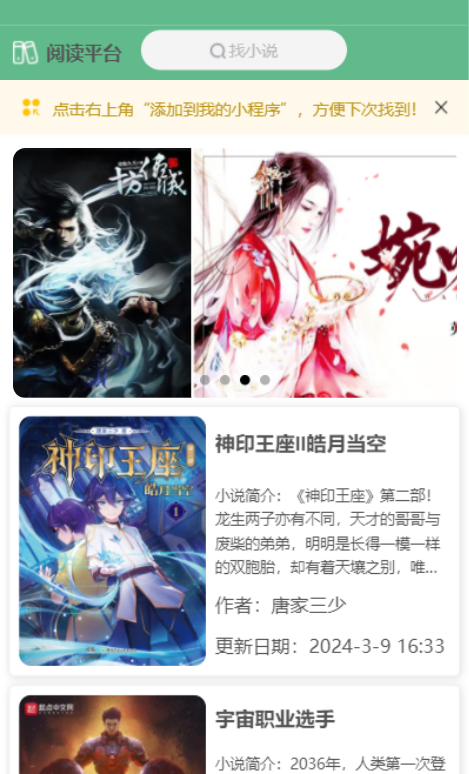 阅读平台
找小说
点击右上角“添加到我的小程序”，方便下次找到！
神印王座
皓月当空
1
神印王座II皓月当空
小说简介：《神印王座》第二部！
龙生两子亦有不同，天才的哥哥与
废柴的弟弟，明明是长得一模一样
的双胞胎，却有着天壤之别，唯...
作者：唐家三少
更新日期：2024-3-9 16:33
起点中文网
宇宙职业选手
小说简介：2036年，人类第一次登